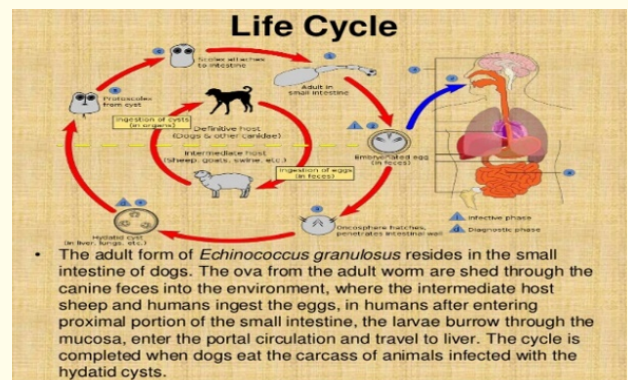 Life Cycle
Scolex attaches
to intestine
Adult in
small intestine
Protoscolex
from cyst
Ingestion of cysts
(in organs)
Definitive host
(Dogs & other canidae)
Intermediate host
(Sheep, goats, swine, etc.)
Ingestion of eggs
(in feces)
Embryonated egg
(in feces)
Hydatid cyst
(in liver, lungs, etc.)
Oncosphere hatches,
penetrates intestinal wall
Infective phase
Diagnostic phase
• The adult form of Echinococcus granulosus resides in the small
intestine of dogs. The ova from the adult worm are shed through the
canine feces into the environment, where the intermediate host
sheep and humans ingest the eggs, in humans after entering
proximal portion of the small intestine, the larvae burrow through the
mucosa, enter the portal circulation and travel to liver. The cycle is
completed when dogs eat the carcass of animals infected with the
hydatid cysts.